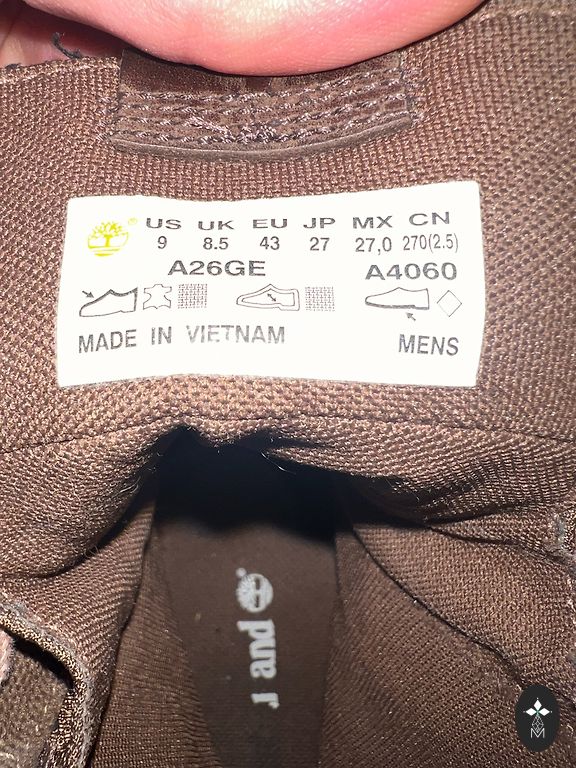 US UK EU JP MX CN
9 8.5 43 27 27,0 270(2.5)
A26GE A4060
MADE IN VIETNAM MENS
and